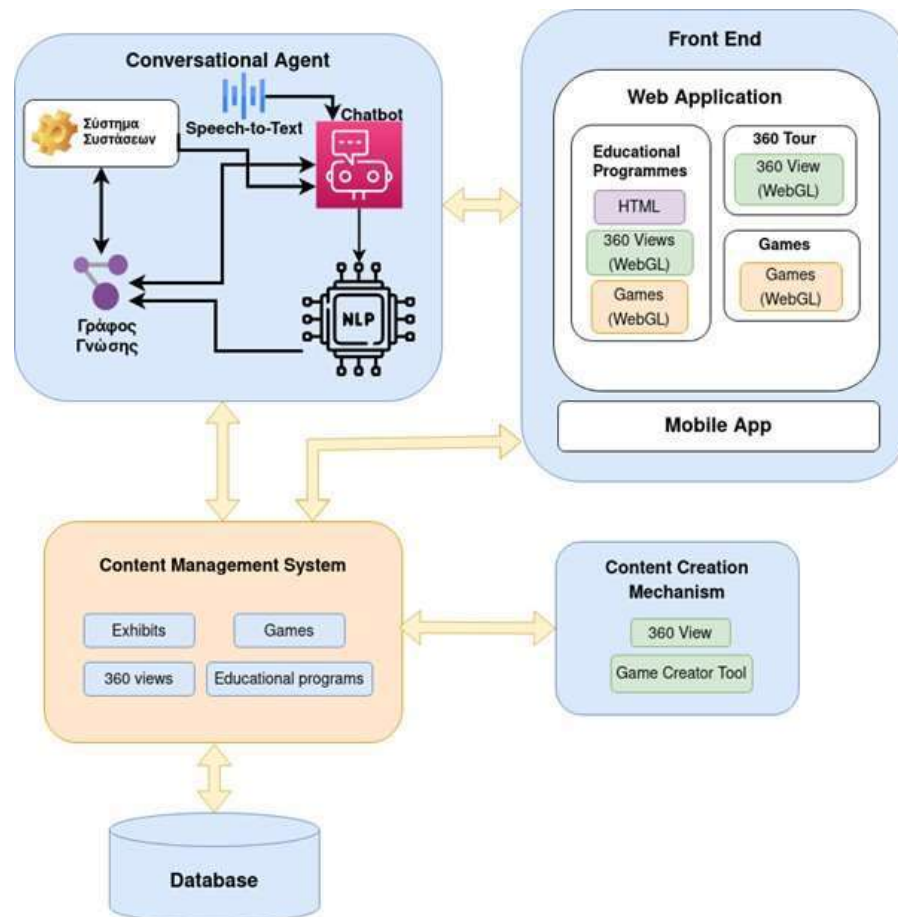 Conversational Agent
Speech-to-Text
Chatbot
Σύστημα
Συστάσεων
Γράφος
Γνώσης
NLP
Front End
Web Application
Educational
Programmes
HTML
360 Views
(WebGL)
Games
(WebGL)
360 Tour
360 View
(WebGL)
Games
Games
(WebGL)
Mobile App
Content Management System
Exhibits
Games
360 views
Educational programs
Content Creation
Mechanism
360 View
Game Creator Tool
Database